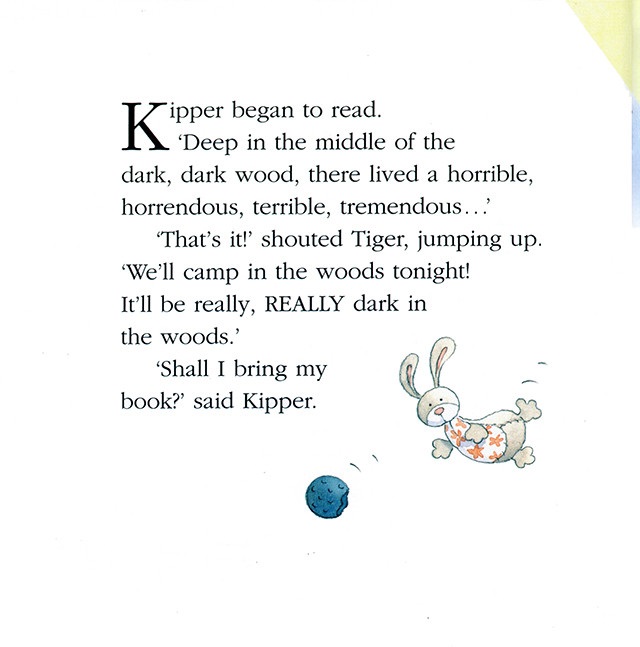 Kipper began to read.
‘Deep in the middle of the
dark, dark wood, there lived a horrible,
horrendous, terrible, tremendous...’
‘That’s it!’ shouted Tiger, jumping up.
‘We’ll camp in the woods tonight!
It’ll be really, REALLY dark in
the woods.’
‘Shall I bring my
book?’ said Kipper.